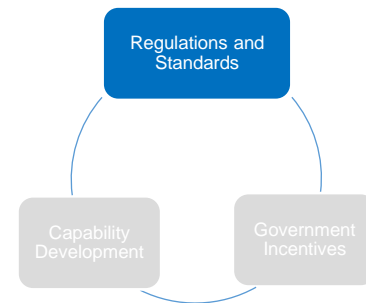 Regulations and
Standards
Capability
Development
Government
Incentives